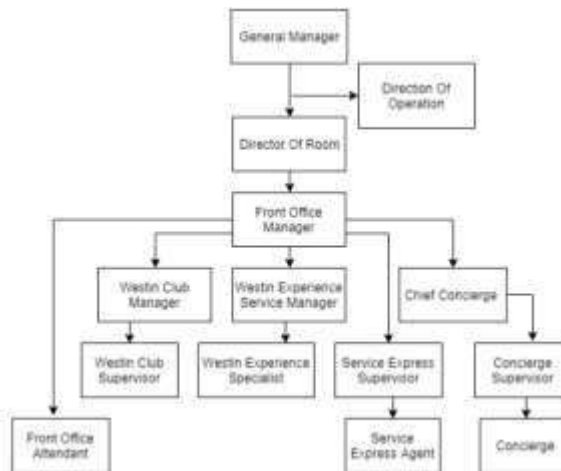 General Manager
Direction Of
Operation
Director Of Room
Front Office
Manager
Westin Club
Manager
Westin Experience
Service Manager
Chief Concierge
Westin Club
Supervisor
Westin Experience
Specialist
Service Express
Supervisor
Concierge
Supervisor
Front Office
Attendant
Service
Express Agent
Concierge